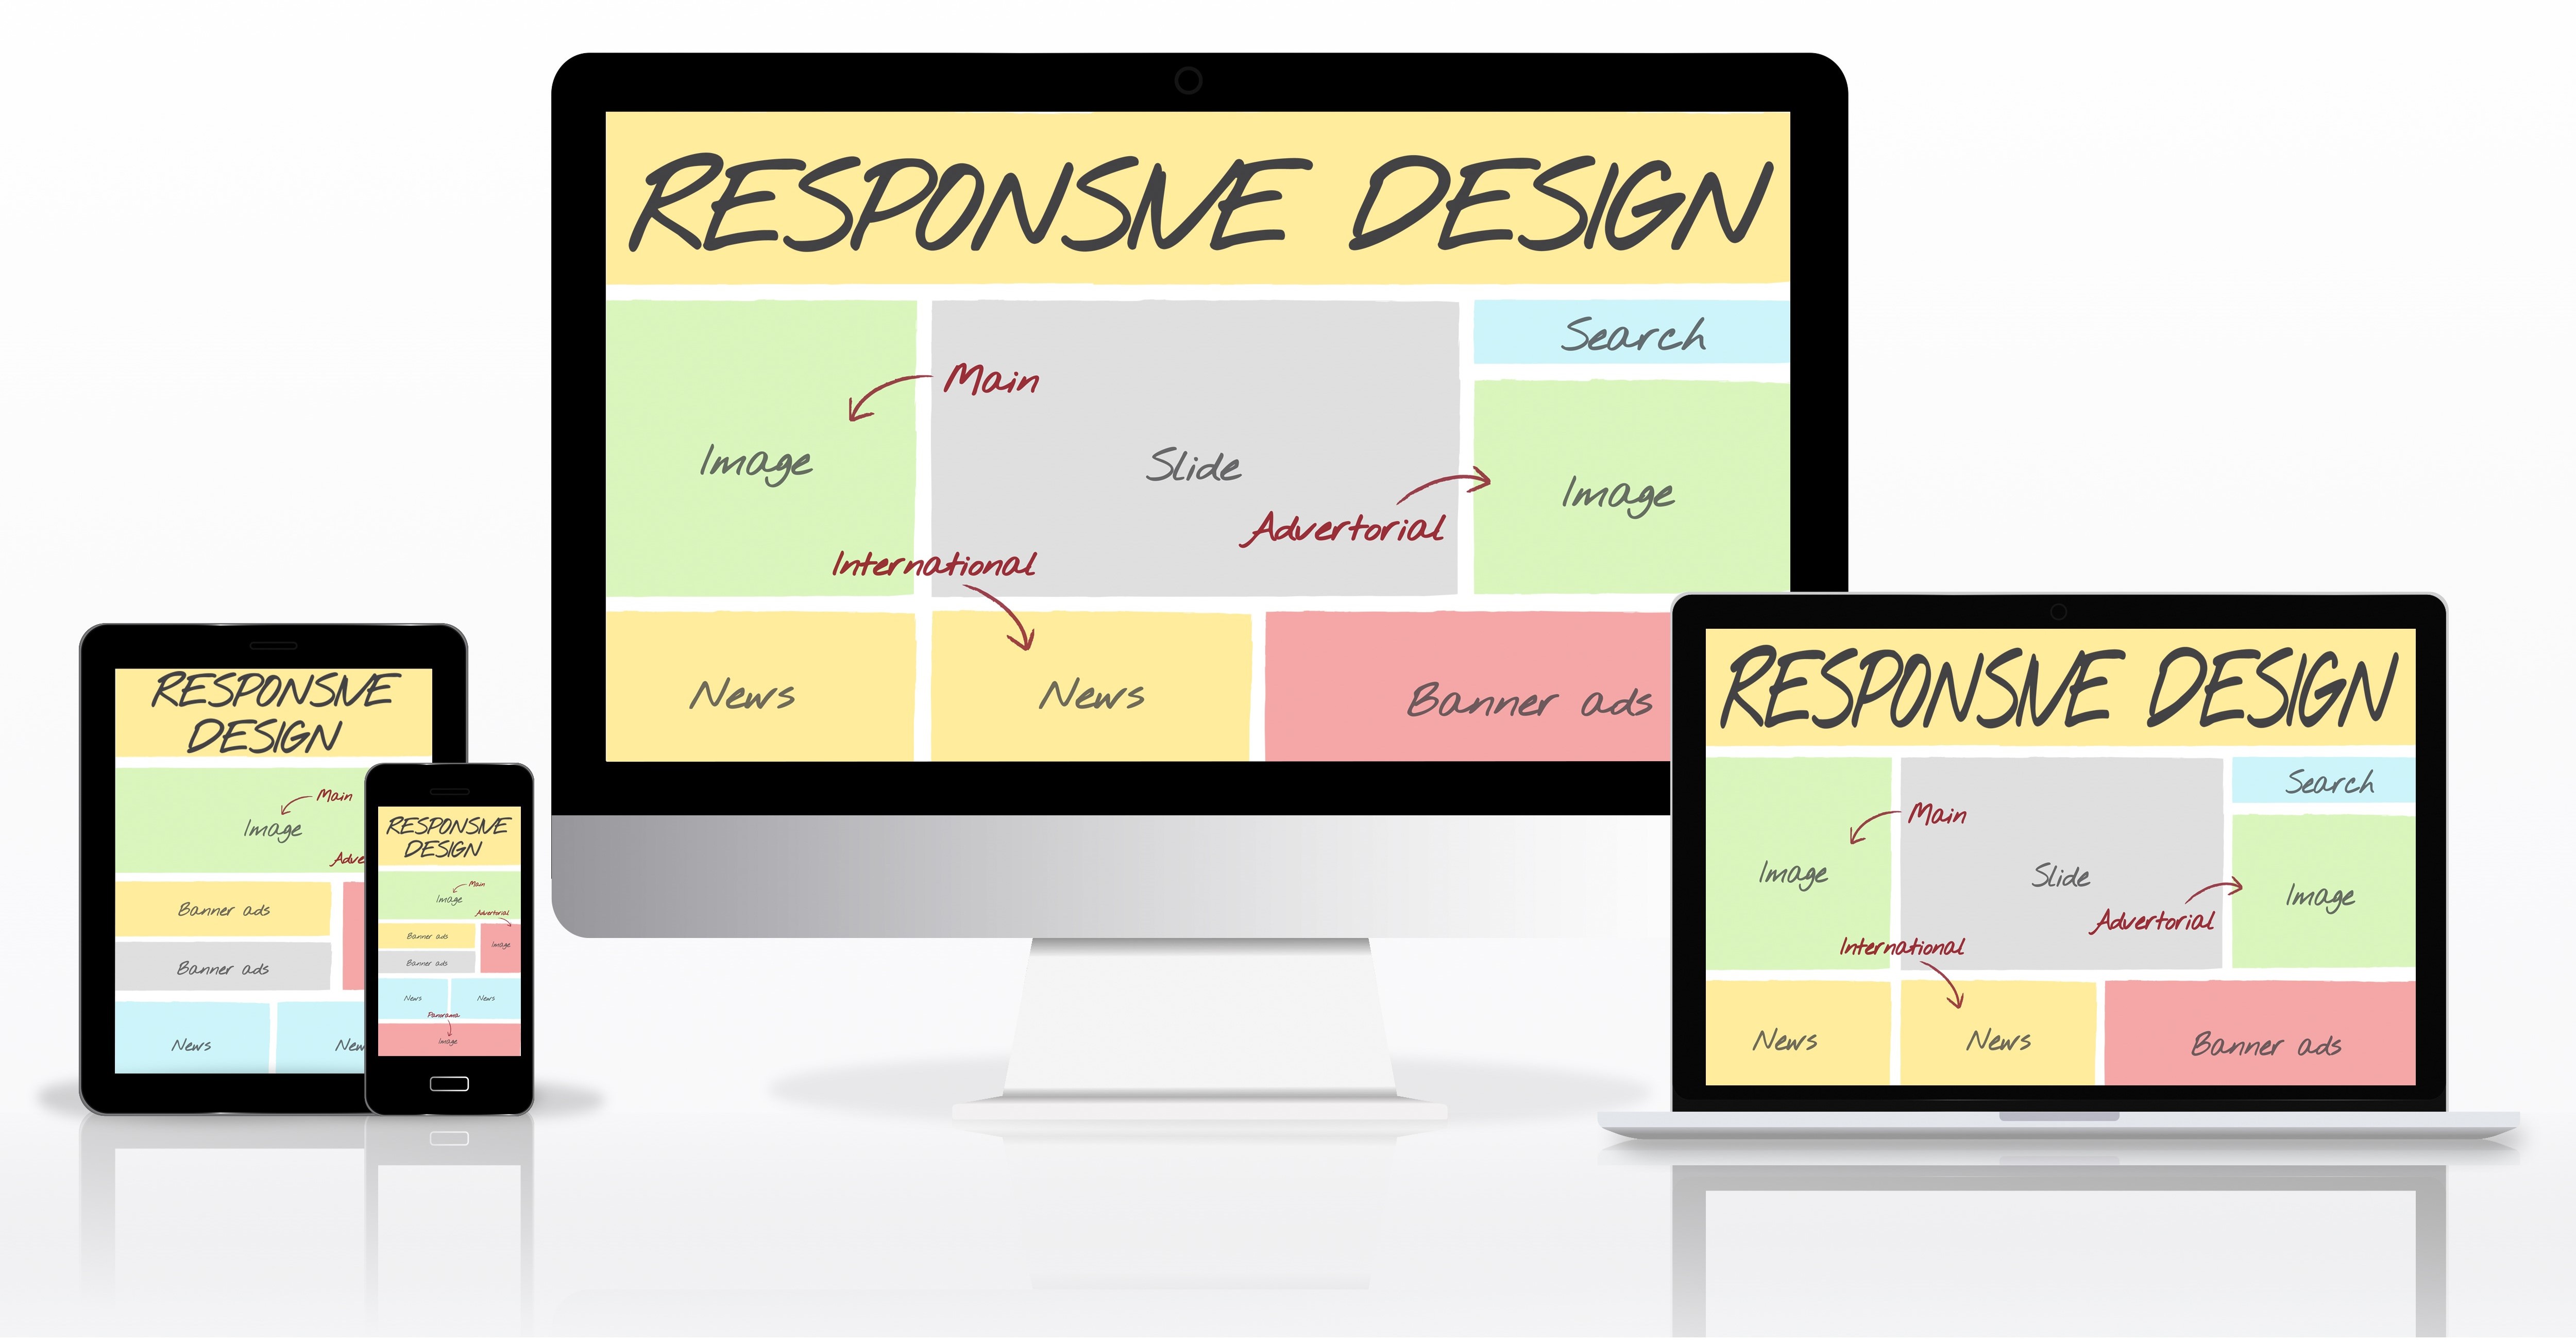 RESPONSIVE DESIGN
Search
Main
Image
Slide
Image
Advertorial
International
News
News
Banner ads
RESPONSIVE
DESIGN
Main
Image
Adve
Banner ads
Banner ads
News
New
RESPONSIVE
DESIGN
Main
Image
Advertorial
Banner ads
Image
Banner ads
News
News
Panorama
Image
RESPONSIVE DESIGN
Search
Main
Image
Slide
Image
Advertorial
International
News
News
Banner ads